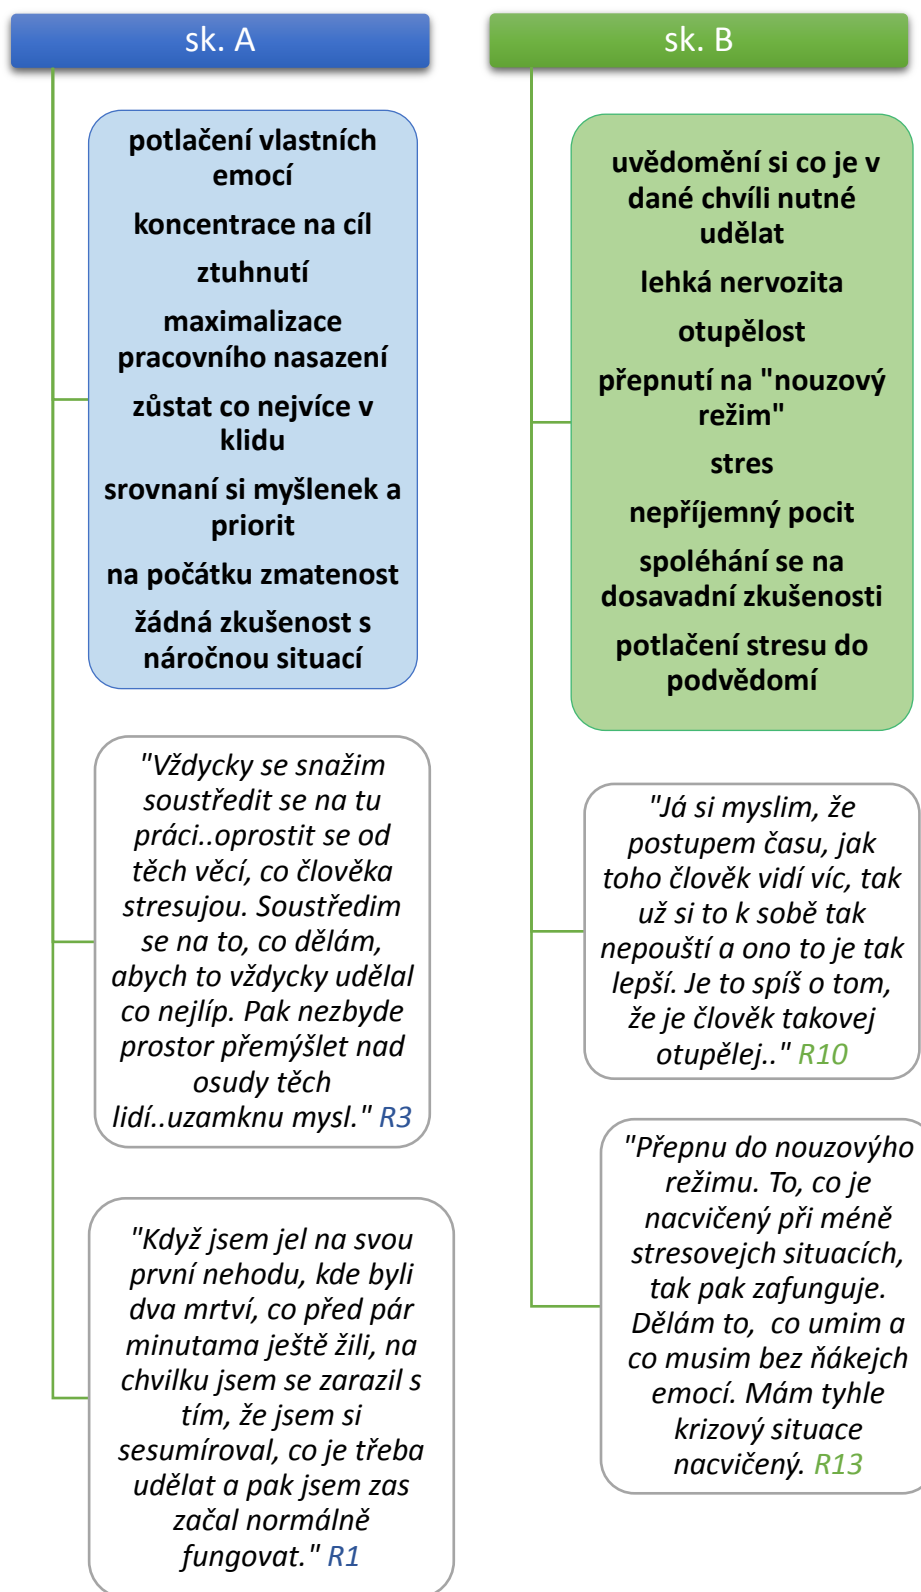 sk. A
potlačení vlastních
emocí
koncentrace na cíl
ztuhnutí
maximalizace
pracovního nasazení
zůstat co nejvíce v
klidu
srovnaní si myšlenek a
priorit
na počátku zmatenost
žádná zkušenost s
náročnou situací
"Vždycky se snažim
soustředit se na tu
práci..oprostit se od
těch věcí, co člověka
stresujou. Soustředim
se na to, co dělám,
abych to vždycky udělal
co nejlíp. Pak nezbyde
prostor přemýšlet nad
osudy těch
lidí..uzamknu mysl." R3
"Když jsem jel na svou
první nehodu, kde byli
dva mrtví, co před pár
minutama ještě žili, na
chvilku jsem se zarazil s
tím, že jsem si
sesumíroval, co je třeba
udělat a pak jsem zas
začal normálně
fungovat." R1
sk. B
uvědomění si co je v
dané chvíli nutné
udělat
lehká nervozita
otupělost
přepnutí na "nouzový
režim"
stres
nepříjemný pocit
spoléhání se na
dosavadní zkušenosti
potlačení stresu do
podvědomí
"Já si myslim, že
postupem času, jak
toho člověk vidí víc, tak
už si to k sobě tak
nepouští a ono to je tak
lepší. Je to spíš o tom,
že je člověk takovej
otupělej.." R10
"Přepnu do nouzovýho
režimu. To, co je
nacvičený při méně
stresovejch situacích,
tak pak zafunguje.
Dělám to,  co umim a
co musim bez ňákejch
emocí. Mám tyhle
krizový situace
nacvičený. R13